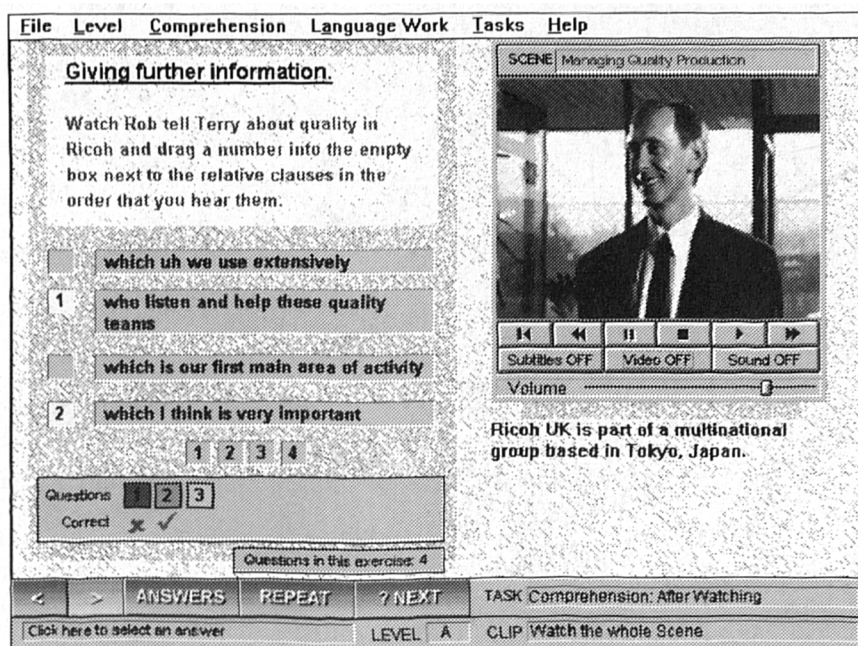 File Level Comprehension Language Work Tasks Help
Giving further information.
Watch Rob tell Terry about quality in
Ricoh and drag a number into the empty
box next to the relative clauses in the
order that you hear them:
which uh we use extensively
1 who listen and help these quality
teams
which is our first main area of activity
2 which I think is very important
1 2 3 4
Questions 1 2 3
Correct
Questions in this exercise: 4
SCENE Managing Quality Production
Subtitles OFF Video OFF Sound OFF
Volume
Ricoh UK is part of a multinational
group based in Tokyo, Japan.
< > ANSWERS REPEAT ? NEXT TASK Comprehension: After Watching
Click here to select an answer LEVEL A CLIP Watch the whole Scene